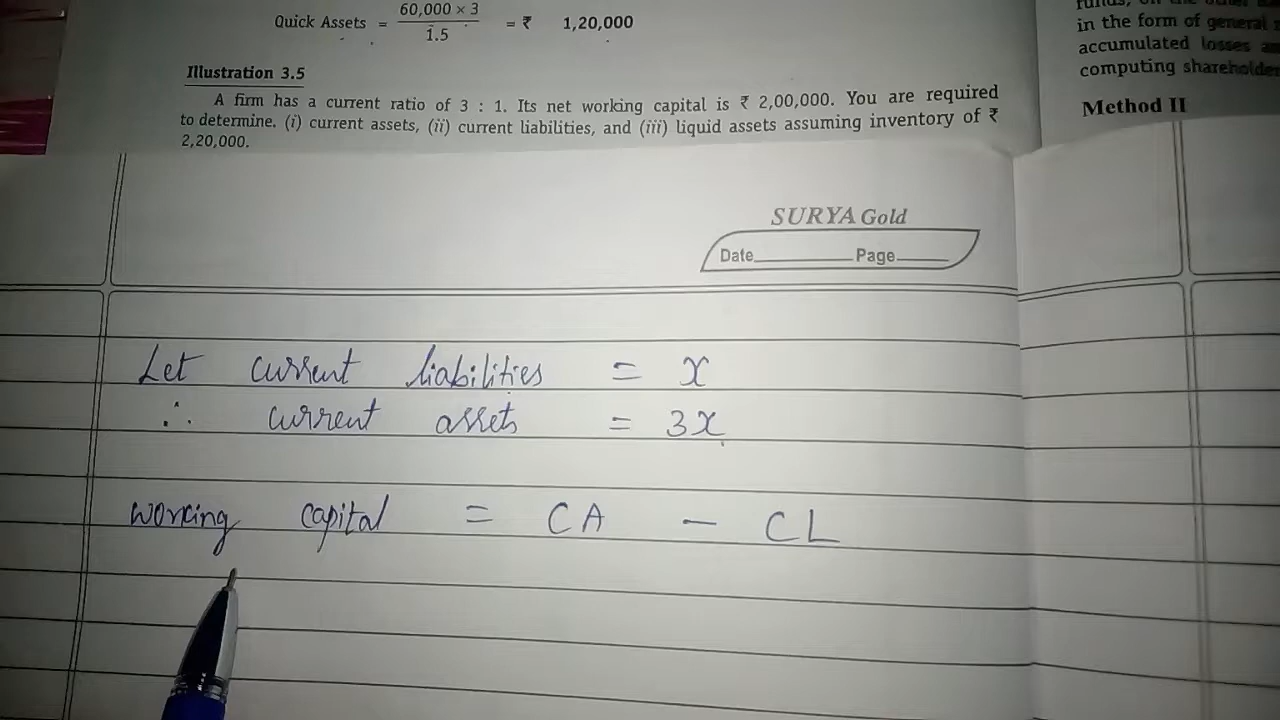 Quick Assets = 60,000 × 3 / 1.5 = ₹ 1,20,000
Illustration 3.5
A firm has a current ratio of 3 : 1. Its net working capital is ₹ 2,00,000. You are required
to determine. (i) current assets, (ii) current liabilities, and (iii) liquid assets assuming inventory of ₹
2,20,000.
in the form of general
accumulated losses
computing shareholde
Method II
SURYA Gold
Date Page
Let current liabilities = x
∴ current assets = 3x
Working capital = CA - CL